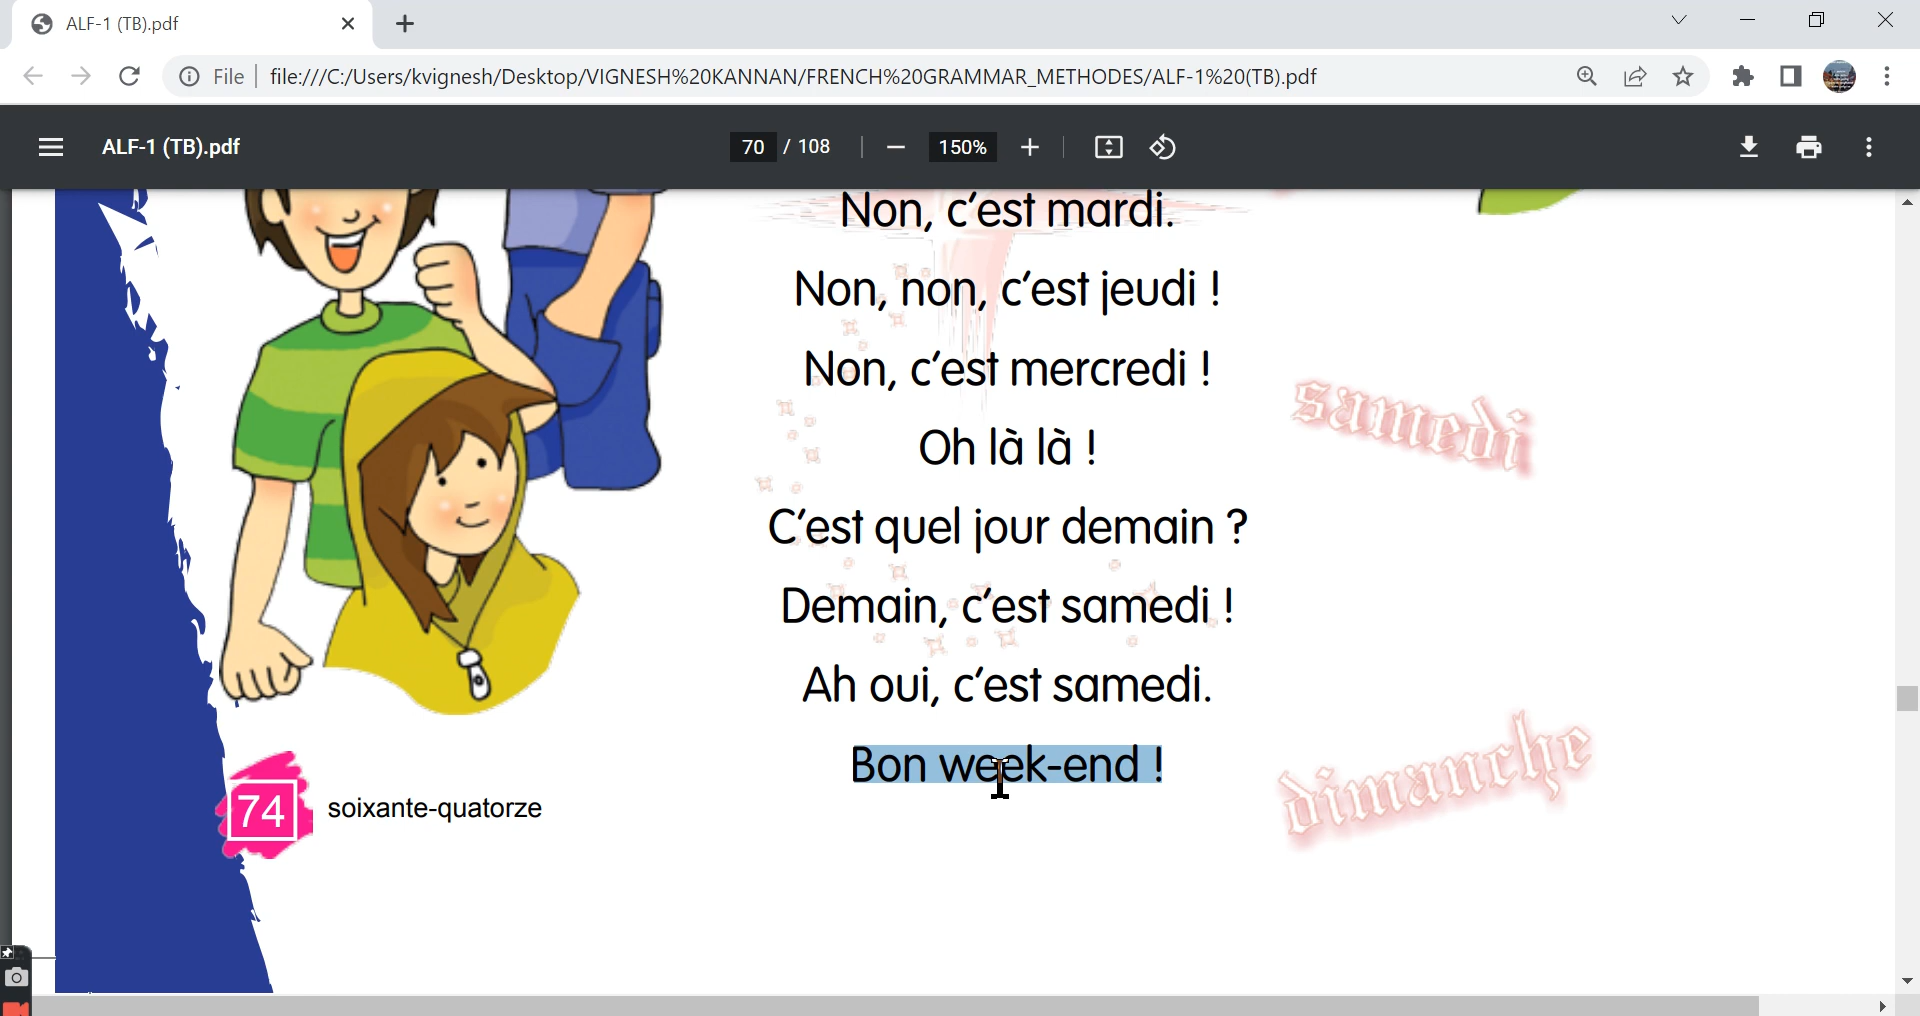 ALF-1 (TB).pdf
File
file:///C:/Users/kvignesh/Desktop/VIGNESH%20KANNAN/FRENCH%20GRAMMAR_METHODES/ALF-1%20(TB).pdf
ALF-1 (TB).pdf
70 / 108
150%
Non, c'est mardi.
Non, non, c'est jeudi !
Non, c'est mercredi !
samedi
Oh là là !
C'est quel jour demain ?
Demain, c'est samedi !
Ah oui, c'est samedi.
Bon week-end !
dimanche
74 soixante-quatorze